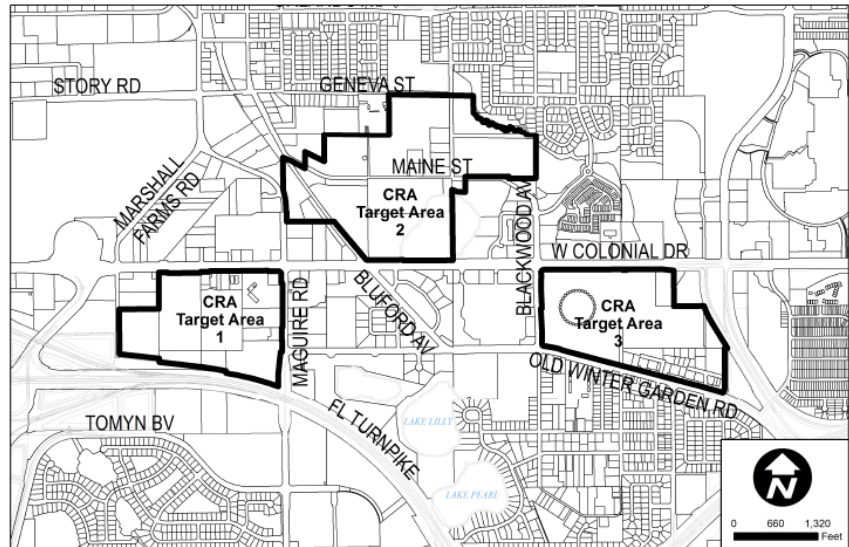 STORY RD
GENEVA ST
MARSHALL
FARMS RD
MAINE ST
CRA
Target Area
2
BLACKWOOD AV
W COLONIAL DR
CRA
Target Area
1
MAGUIRE RD
BLUFORD AV
CRA
Target Area
3
OLD WINTER GARDEN RD
TOMYN BV
FL TURNPIKE
LAKE LILLY
LAKE PEARL
N
0 660 1,320
Feet